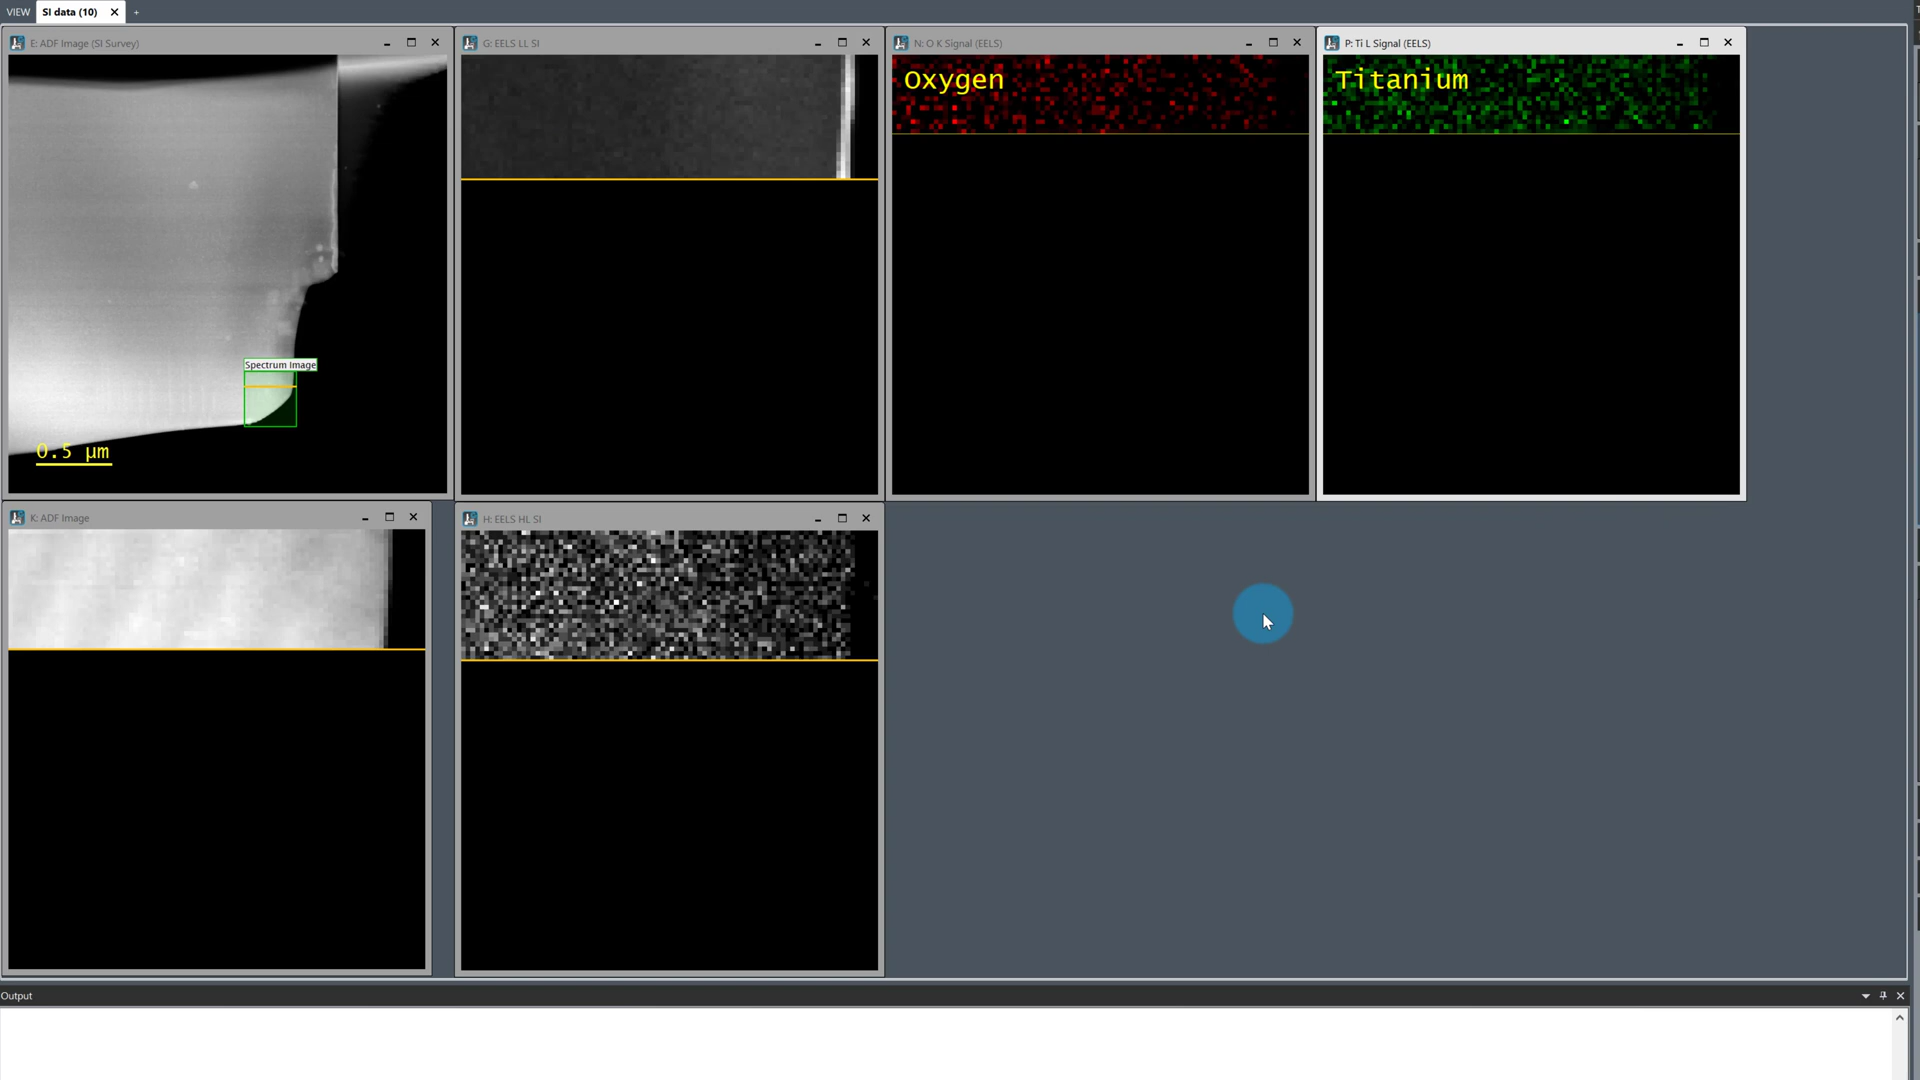 VIEW
SI data (10)
E: ADF Image (SI Survey)
G: EELS LL SI
N: O K Signal (EELS)
P: Ti L Signal (EELS)
Oxygen
Titanium
Spectrum Image
0.5 µm
K: ADF Image
H: EELS HL SI
Output